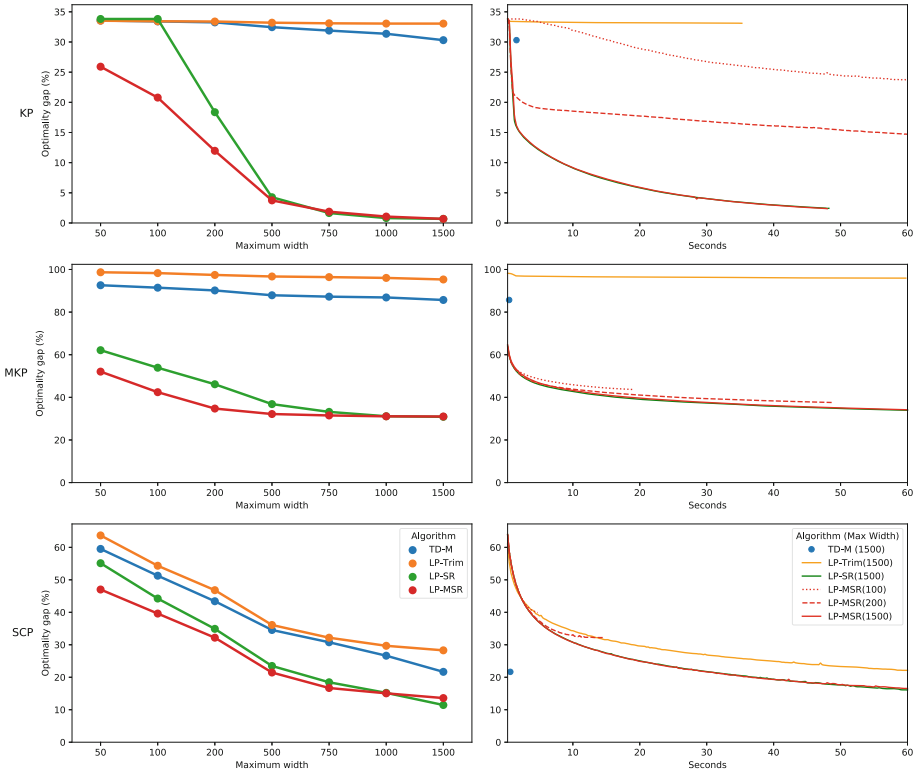 KP
Optimality gap (%)
35
30
25
20
15
10
5
0
50 100 200 500 750 1000 1500
Maximum width
35
30
25
20
15
10
5
0
10 20 30 40 50 60
Seconds
MKP
Optimality gap (%)
100
80
60
40
20
0
50 100 200 500 750 1000 1500
Maximum width
100
80
60
40
20
0
10 20 30 40 50 60
Seconds
SCP
Optimality gap (%)
60
50
40
30
20
10
0
50 100 200 500 750 1000 1500
Maximum width
Algorithm
TD-M
LP-Trim
LP-SR
LP-MSR
60
50
40
30
20
10
0
10 20 30 40 50 60
Seconds
Algorithm (Max Width)
TD-M (1500)
LP-Trim(1500)
LP-SR(1500)
LP-MSR(100)
LP-MSR(200)
LP-MSR(1500)